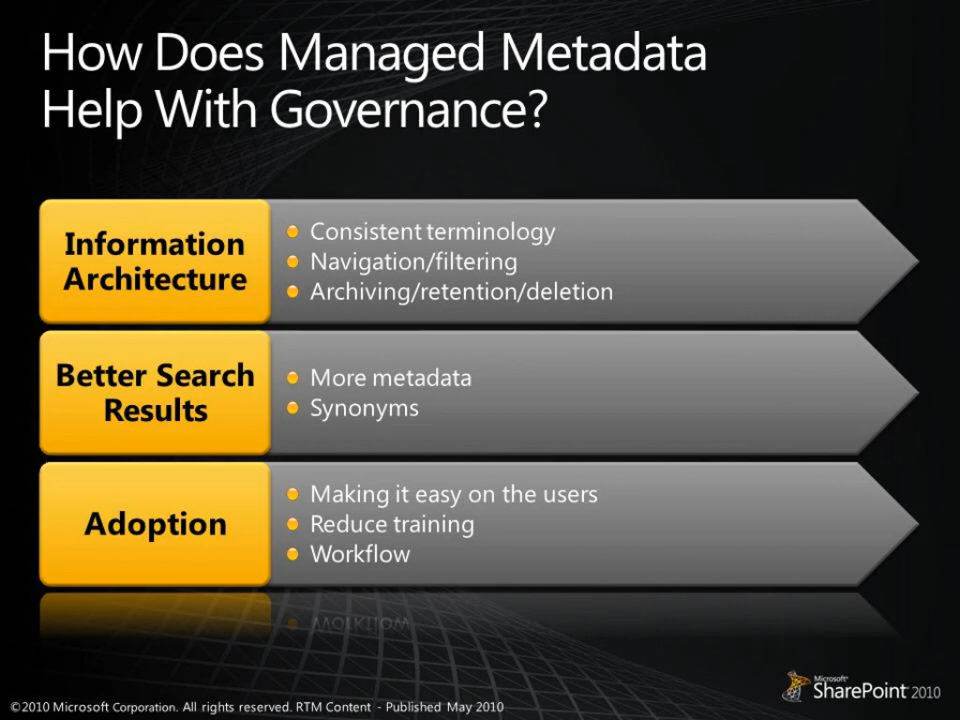 How Does Managed Metadata
Help With Governance?
Information
Architecture
Consistent terminology
Navigation/filtering
Archiving/retention/deletion
Better Search
Results
More metadata
Synonyms
Adoption
Making it easy on the users
Reduce training
Workflow
Microsoft®
SharePoint 2010
©2010 Microsoft Corporation. All rights reserved. RTM Content - Published May 2010